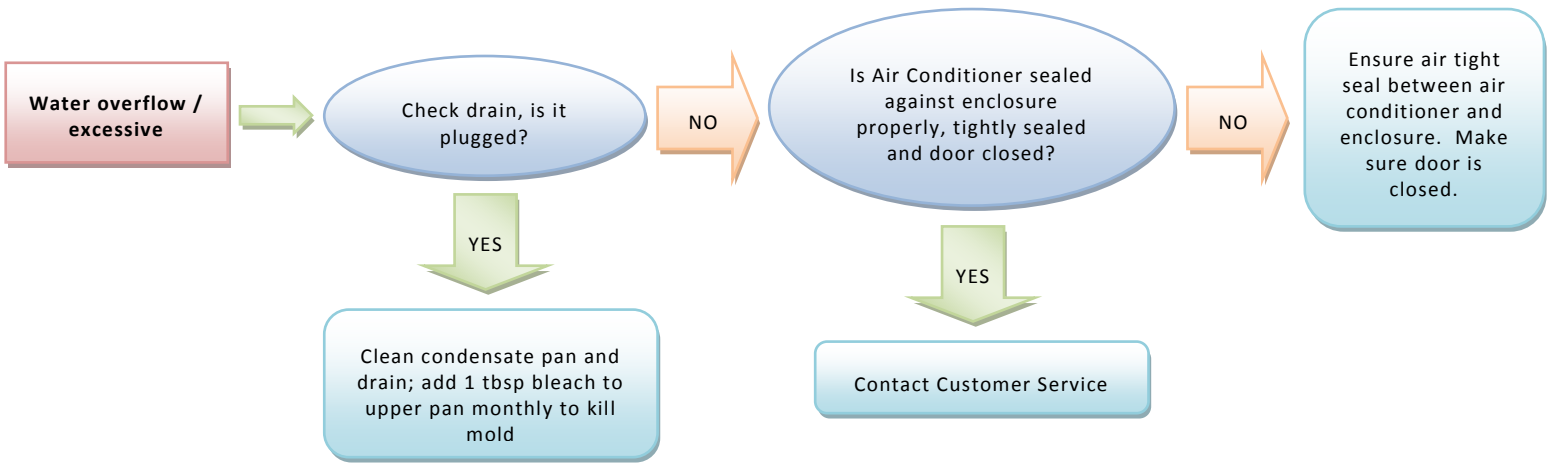 Water overflow /
excessive
Check drain, is it
plugged?
NO
Is Air Conditioner sealed
against enclosure
properly, tightly sealed
and door closed?
NO
Ensure air tight
seal between air
conditioner and
enclosure. Make
sure door is
closed.
YES
YES
Clean condensate pan and
drain; add 1 tbsp bleach to
upper pan monthly to kill
mold
Contact Customer Service